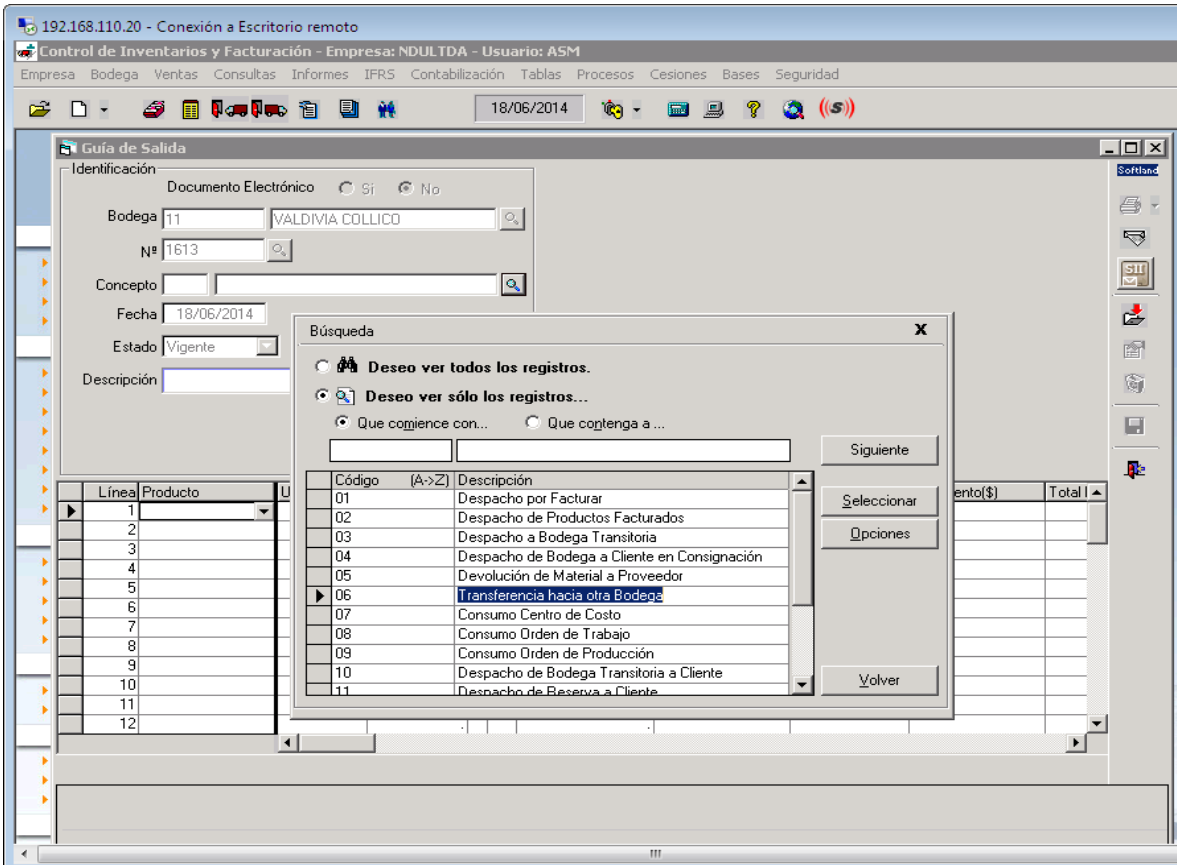 192.168.110.20 - Conexión a Escritorio remoto
Control de Inventarios y Facturación - Empresa: NDULTDA - Usuario: ASM
Empresa Bodega Ventas Consultas Informes IFRS Contabilización Tablas Procesos Cesiones Bases Seguridad
18/06/2014 ((S))
Guía de Salida
Softland
Identificación
Documento Electrónico Si No
Bodega 11 VALDIVIA COLLICO
Nº 1613
SII
Concepto
Fecha 18/06/2014
Estado Vigente
Descripción
Búsqueda X
Deseo ver todos los registros.
Deseo ver sólo los registros...
Que comience con... Que contenga a ...
Siguiente
Código (A->Z) Descripción
01 Despacho por Facturar
02 Despacho de Productos Facturados
03 Despacho a Bodega Transitoria
04 Despacho de Bodega a Cliente en Consignación
05 Devolución de Material a Proveedor
06 Transferencia hacia otra Bodega
07 Consumo Centro de Costo
08 Consumo Orden de Trabajo
09 Consumo Orden de Producción
10 Despacho de Bodega Transitoria a Cliente
11 Despacho de Reserva a Cliente
Seleccionar
Opciones
Volver
Línea Producto U ento($) Total
1
2
3
4
5
6
7
8
9
10
11
12